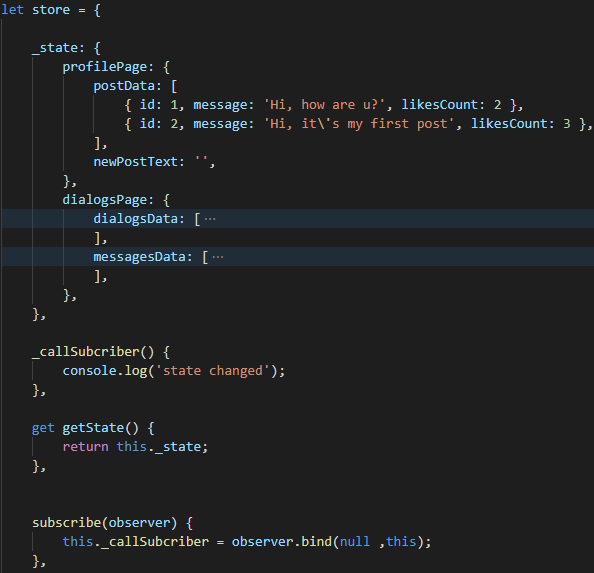 let store = {
_state: {
profilePage: {
postData: [
{ id: 1, message: 'Hi, how are u?', likesCount: 2 },
{ id: 2, message: 'Hi, it\'s my first post', likesCount: 3 },
],
newPostText: '',
},
dialogsPage: {
dialogsData: [ ···
],
messagesData: [ ···
],
},
},
_callSubcriber() {
console.log('state changed');
},
get getState() {
return this._state;
},
subscribe(observer) {
this._callSubcriber = observer.bind(null ,this);
},